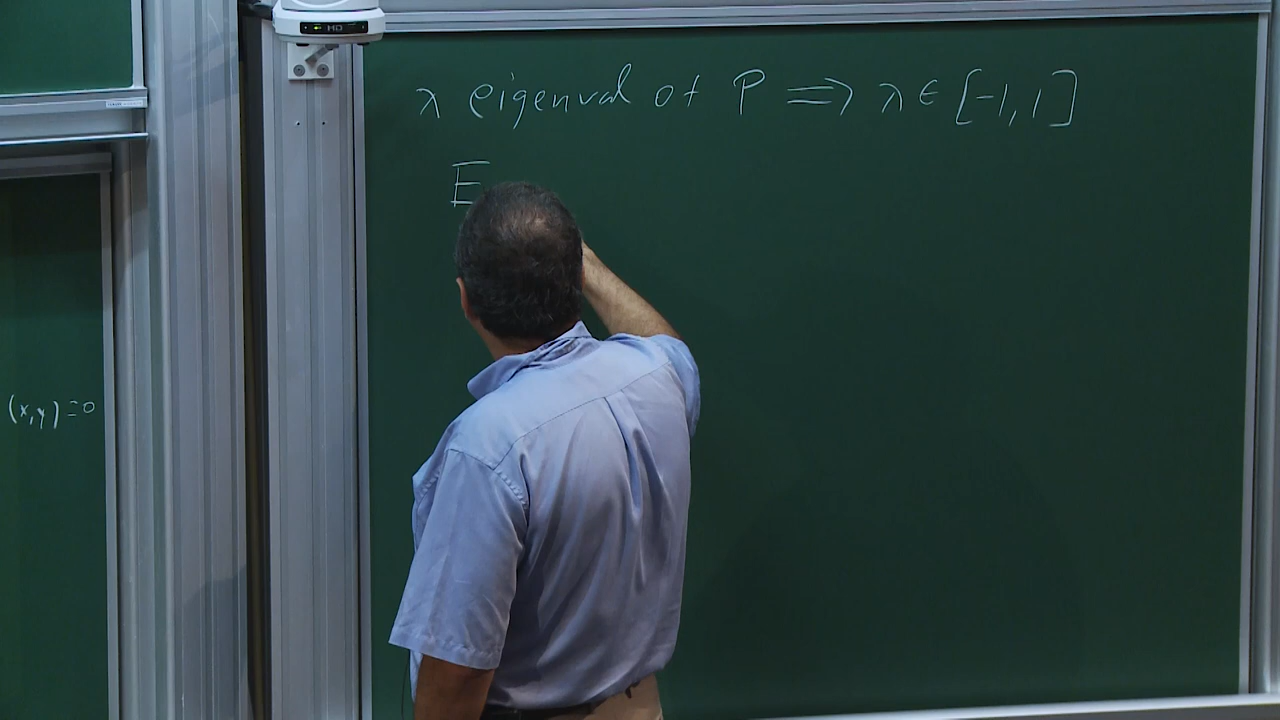 λ eigenval of P ⟹ λ ∈ [-1, 1]
E
(x,y) = 0
HD